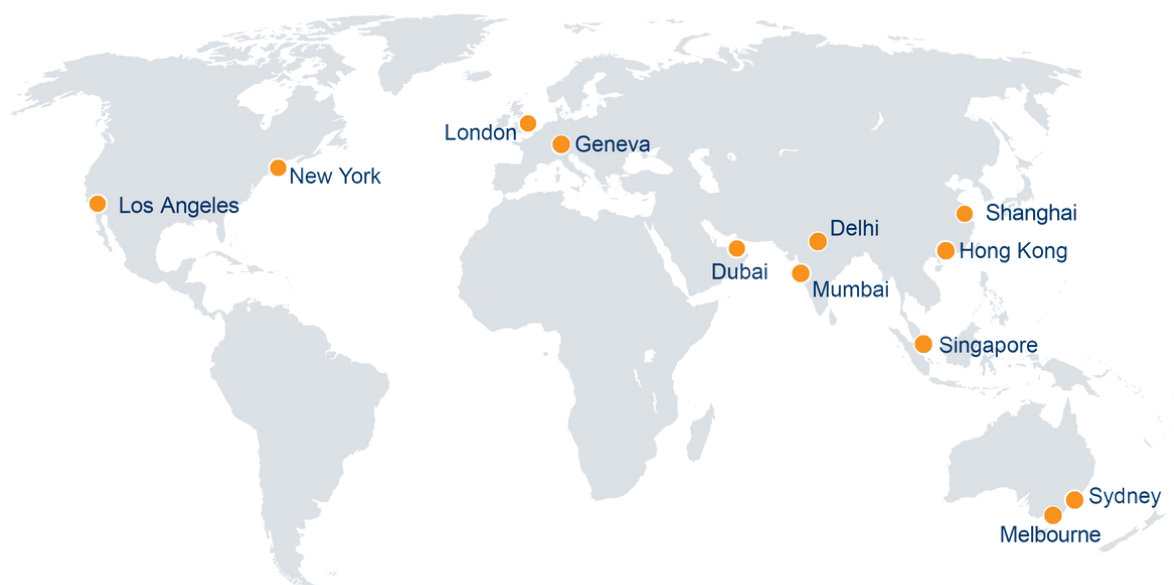 London
Geneva
New York
Los Angeles
Shanghai
Delhi
Hong Kong
Dubai
Mumbai
Singapore
Sydney
Melbourne